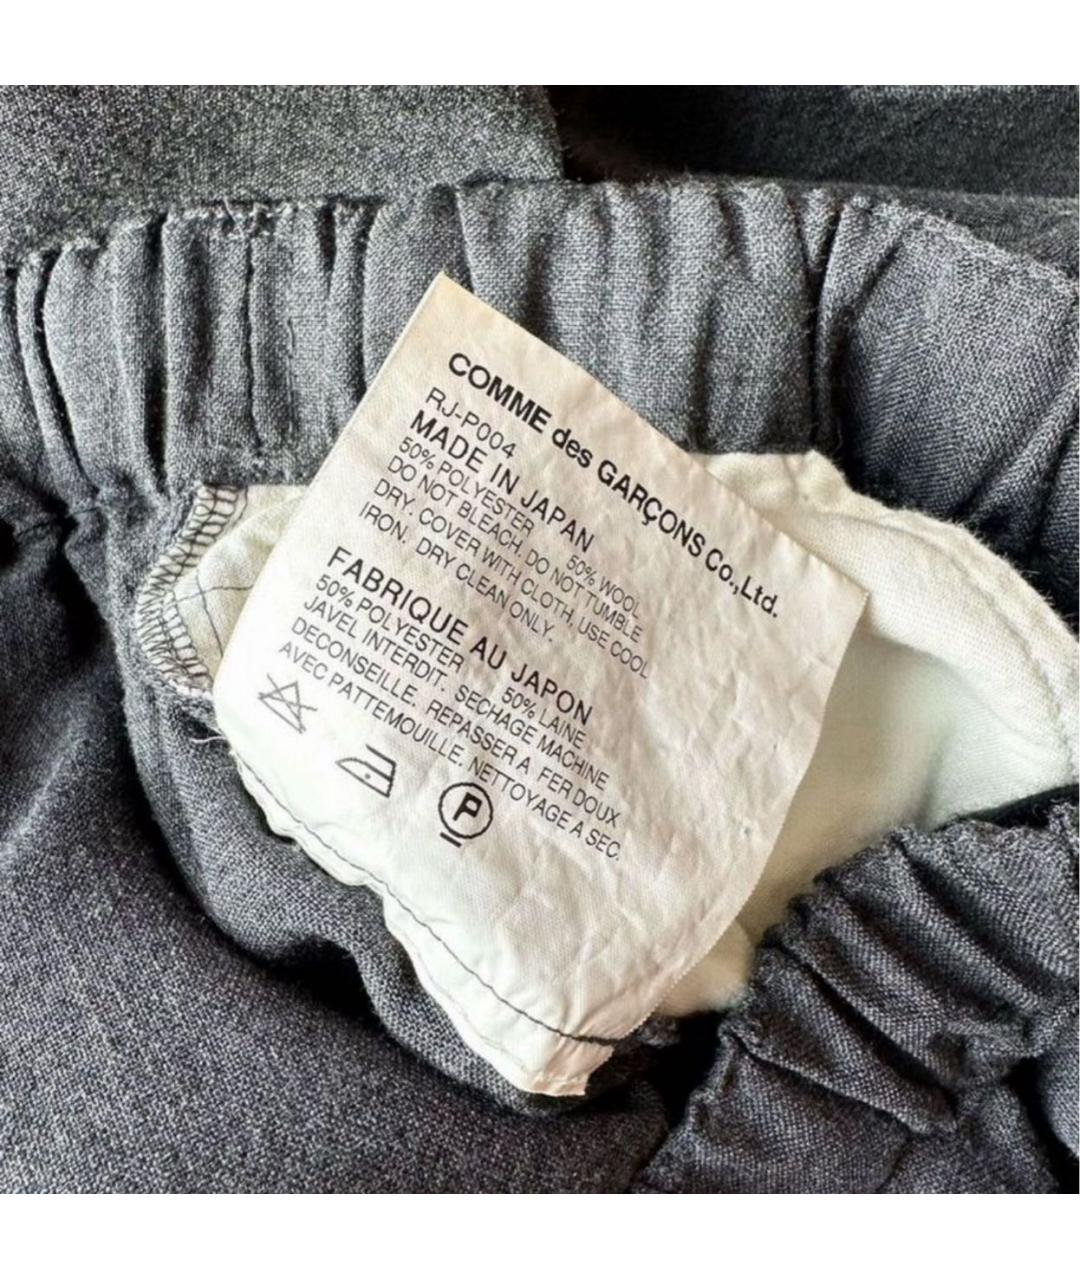 COMME des GARÇONS Co.,Ltd.
RJ-P004
MADE IN JAPAN
50% POLYESTER 50% WOOL
DO NOT BLEACH. DO NOT TUMBLE
DRY. COVER WITH CLOTH, USE COOL
IRON. DRY CLEAN ONLY.
FABRIQUE AU JAPON
50% POLYESTER 50% LAINE
JAVEL INTERDIT. SECHAGE MACHINE
DECONSEILLE. REPASSER A FER DOUX
AVEC PATTEMOUILLE. NETTOYAGE A SEC.
P